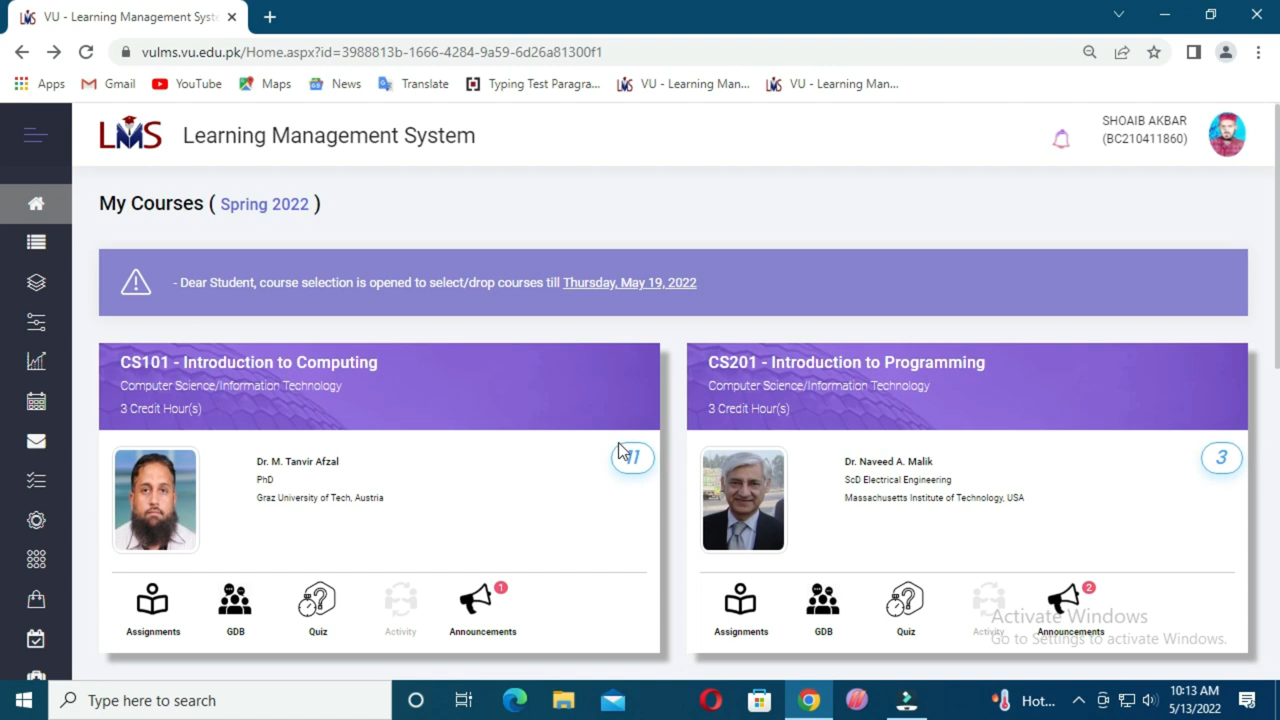 VU - Learning Management Syst
vulms.vu.edu.pk/Home.aspx?id=3988813b-1666-4284-9a59-6d26a81300f1
Apps Gmail YouTube Maps News Translate Typing Test Paragra... VU - Learning Man... VU - Learning Man...
LMS Learning Management System
SHOAIB AKBAR
(BC210411860)
My Courses ( Spring 2022 )
- Dear Student, course selection is opened to select/drop courses till Thursday, May 19, 2022
CS101 - Introduction to Computing
Computer Science/Information Technology
3 Credit Hour(s)
Dr. M. Tanvir Afzal
PhD
Graz University of Tech, Austria
11
Assignments GDB Quiz Activity Announcements
1
CS201 - Introduction to Programming
Computer Science/Information Technology
3 Credit Hour(s)
Dr. Naveed A. Malik
ScD Electrical Engineering
Massachusetts Institute of Technology, USA
3
Assignments GDB Quiz Activity Announcements
2
Activate Windows
Go to Settings to activate Windows.
Type here to search
Hot...
10:13 AM
5/13/2022